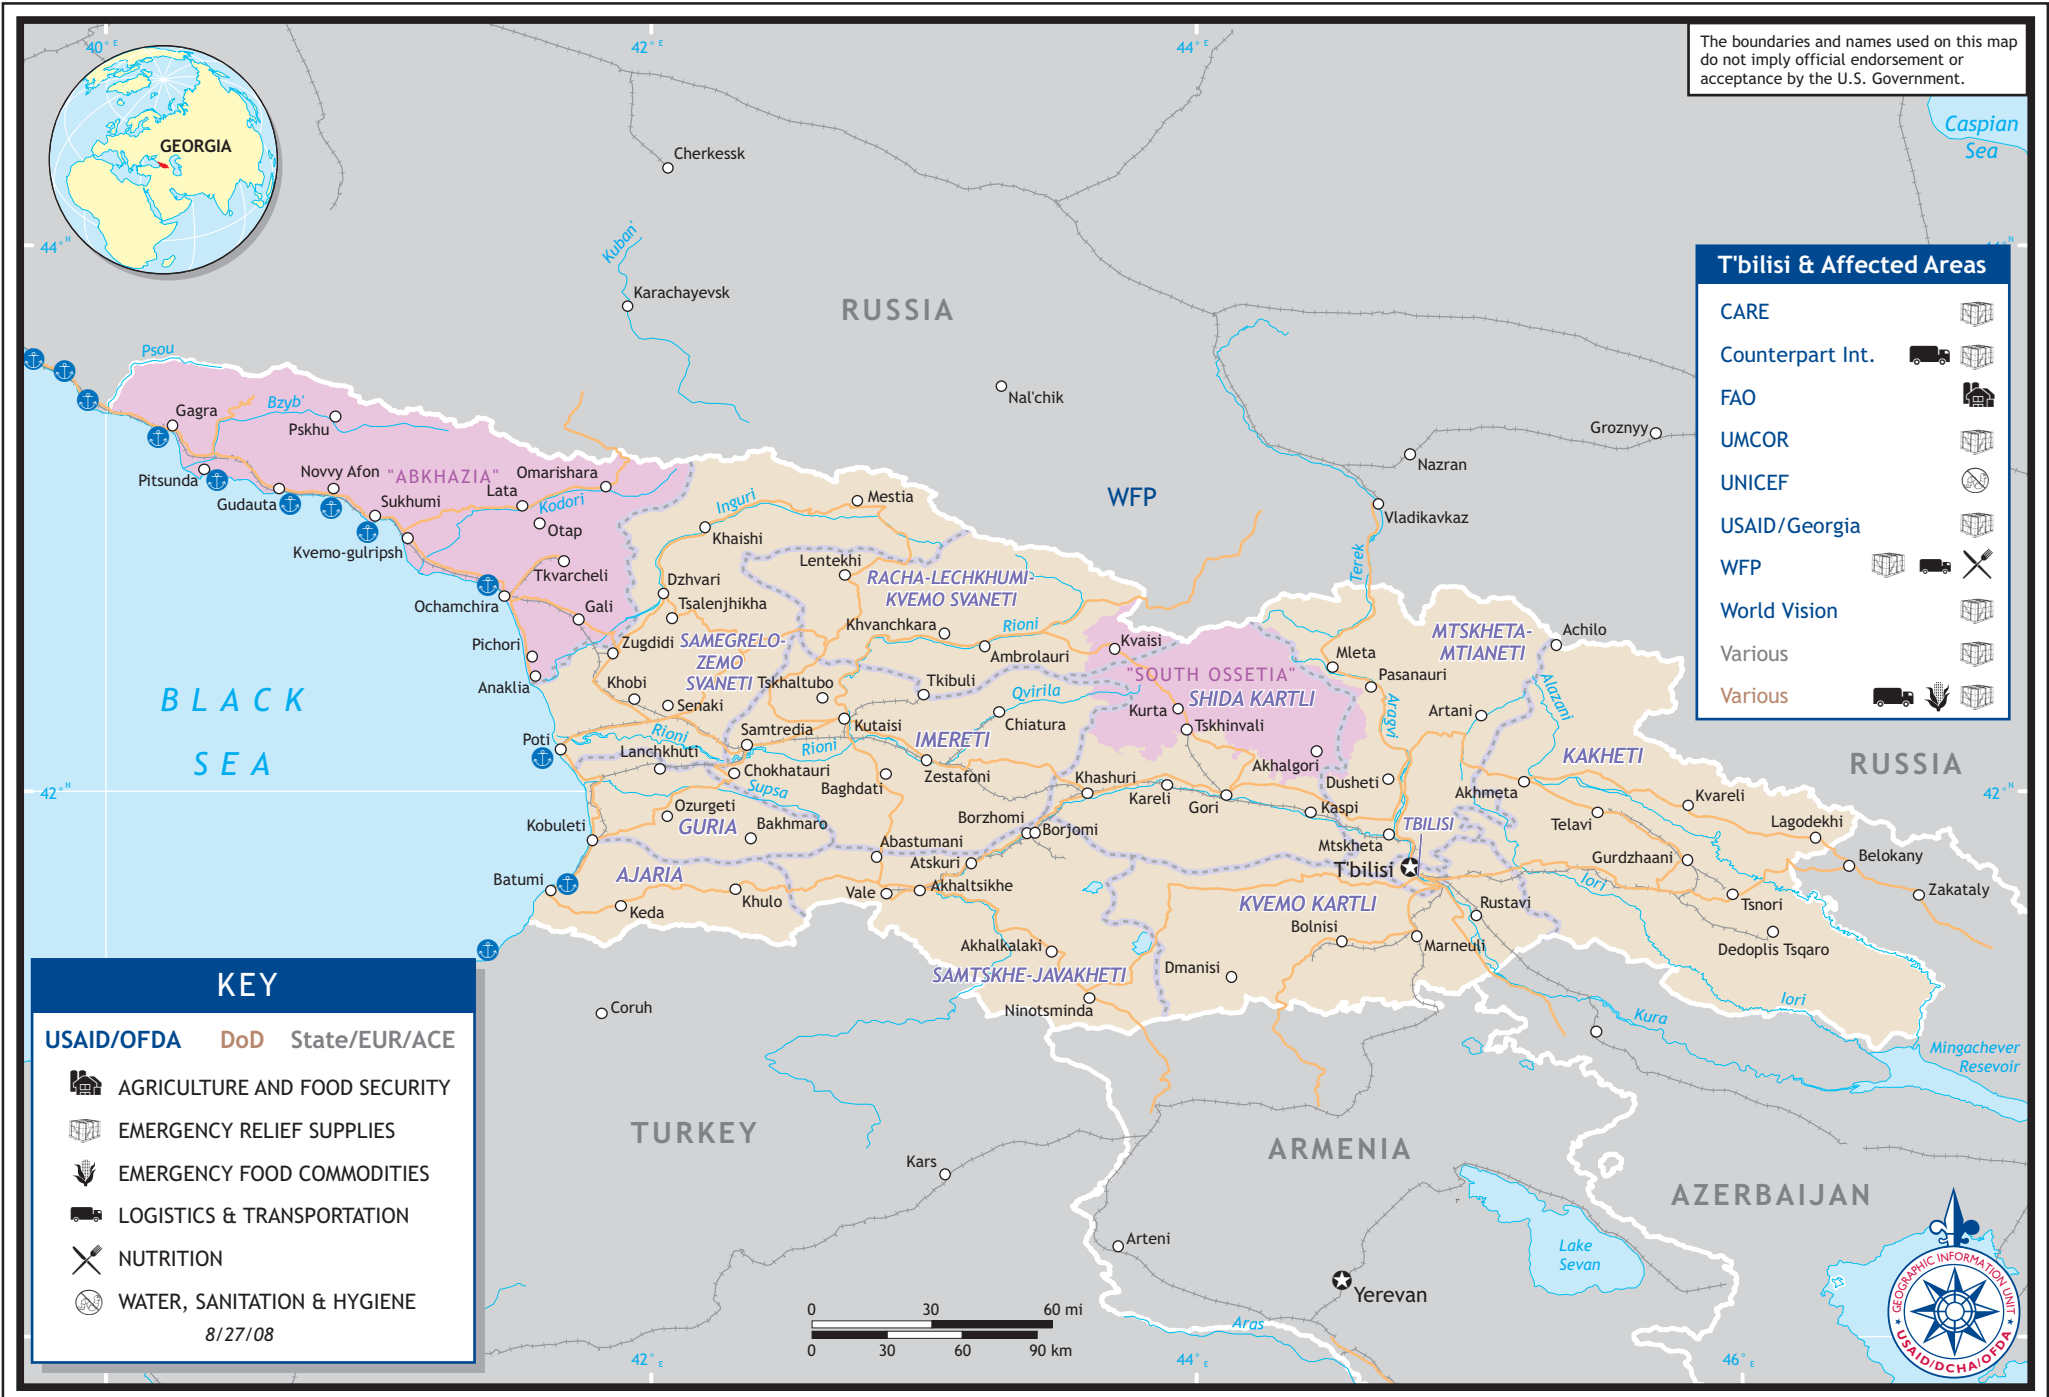 The boundaries and names used on this map
do not imply official endorsement or
acceptance by the U.S. Government.
40° E
42° E
44° E
GEORGIA
Caspian
Sea
Cherkessk
44° N
44° N
Kuban'
Karachayevsk
RUSSIA
T'bilisi & Affected Areas
CARE
Counterpart Int.
FAO
UMCOR
UNICEF
USAID/Georgia
WFP
World Vision
Various
Various
Psou
Nal'chik
Groznyy
Nazran
Vladikavkaz
WFP
Terek
Gagra
Bzyb'
Pskhu
Pitsunda
Novvy Afon
"ABKHAZIA"
Omarishara
Gudauta
Sukhumi
Lata
Kodori
Otap
Kvemo-gulripsh
Tkvarcheli
Ochamchira
Gali
Pichori
Anaklia
Inguri
Mestia
Khaishi
Lentekhi
RACHA-LECHKHUMI-
KVEMO SVANETI
Dzhvari
Tsalenjhikha
Khvanchkara
Rioni
Zugdidi
SAMEGRELO-
ZEMO
SVANETI
Ambrolauri
Kvaisi
Khobi
Senaki
Tskhaltubo
Tkibuli
Qvirila
Chiatura
"SOUTH OSSETIA"
SHIDA KARTLI
Kurta
Tskhinvali
Akhalgori
MTSKHETA-
MTIANETI
Achilo
Mleta
Pasanauri
Aragvi
Artani
Alazani
KAKHETI
RUSSIA
BLACK
SEA
42° N
42° N
Poti
Rioni
Lanchkhuti
Samtredia
Rioni
Kutaisi
IMERETI
Chokhatauri
Supsa
Baghdati
Zestafoni
Khashuri
Kareli
Gori
Kaspi
Dusheti
Akhmeta
Telavi
Kvareli
Lagodekhi
Belokany
Zakataly
Ozurgeti
GURIA
Bakhmaro
Kobuleti
Borzhomi
Borjomi
Abastumani
Atskuri
Mtskheta
TBILISI
T'bilisi
Gurdzhaani
Batumi
AJARIA
Keda
Khulo
Vale
Akhaltsikhe
KVEMO KARTLI
Bolnisi
Rustavi
Marneuli
Iori
Tsnori
Dedoplis Tsqaro
Akhalkalaki
SAMTSKHE-JAVAKHETI
Dmanisi
Ninotsminda
Iori
Kura
Mingachever
Resevoir
Coruh
TURKEY
Kars
ARMENIA
AZERBAIJAN
Arteni
Yerevan
Lake
Sevan
Aras
KEY
USAID/OFDA DoD State/EUR/ACE
AGRICULTURE AND FOOD SECURITY
EMERGENCY RELIEF SUPPLIES
EMERGENCY FOOD COMMODITIES
LOGISTICS & TRANSPORTATION
NUTRITION
WATER, SANITATION & HYGIENE
8/27/08
0 30 60 mi
0 30 60 90 km
42° E
44° E
46° E
GEOGRAPHIC INFORMATION UNIT
USAID/DCHA/OFDA